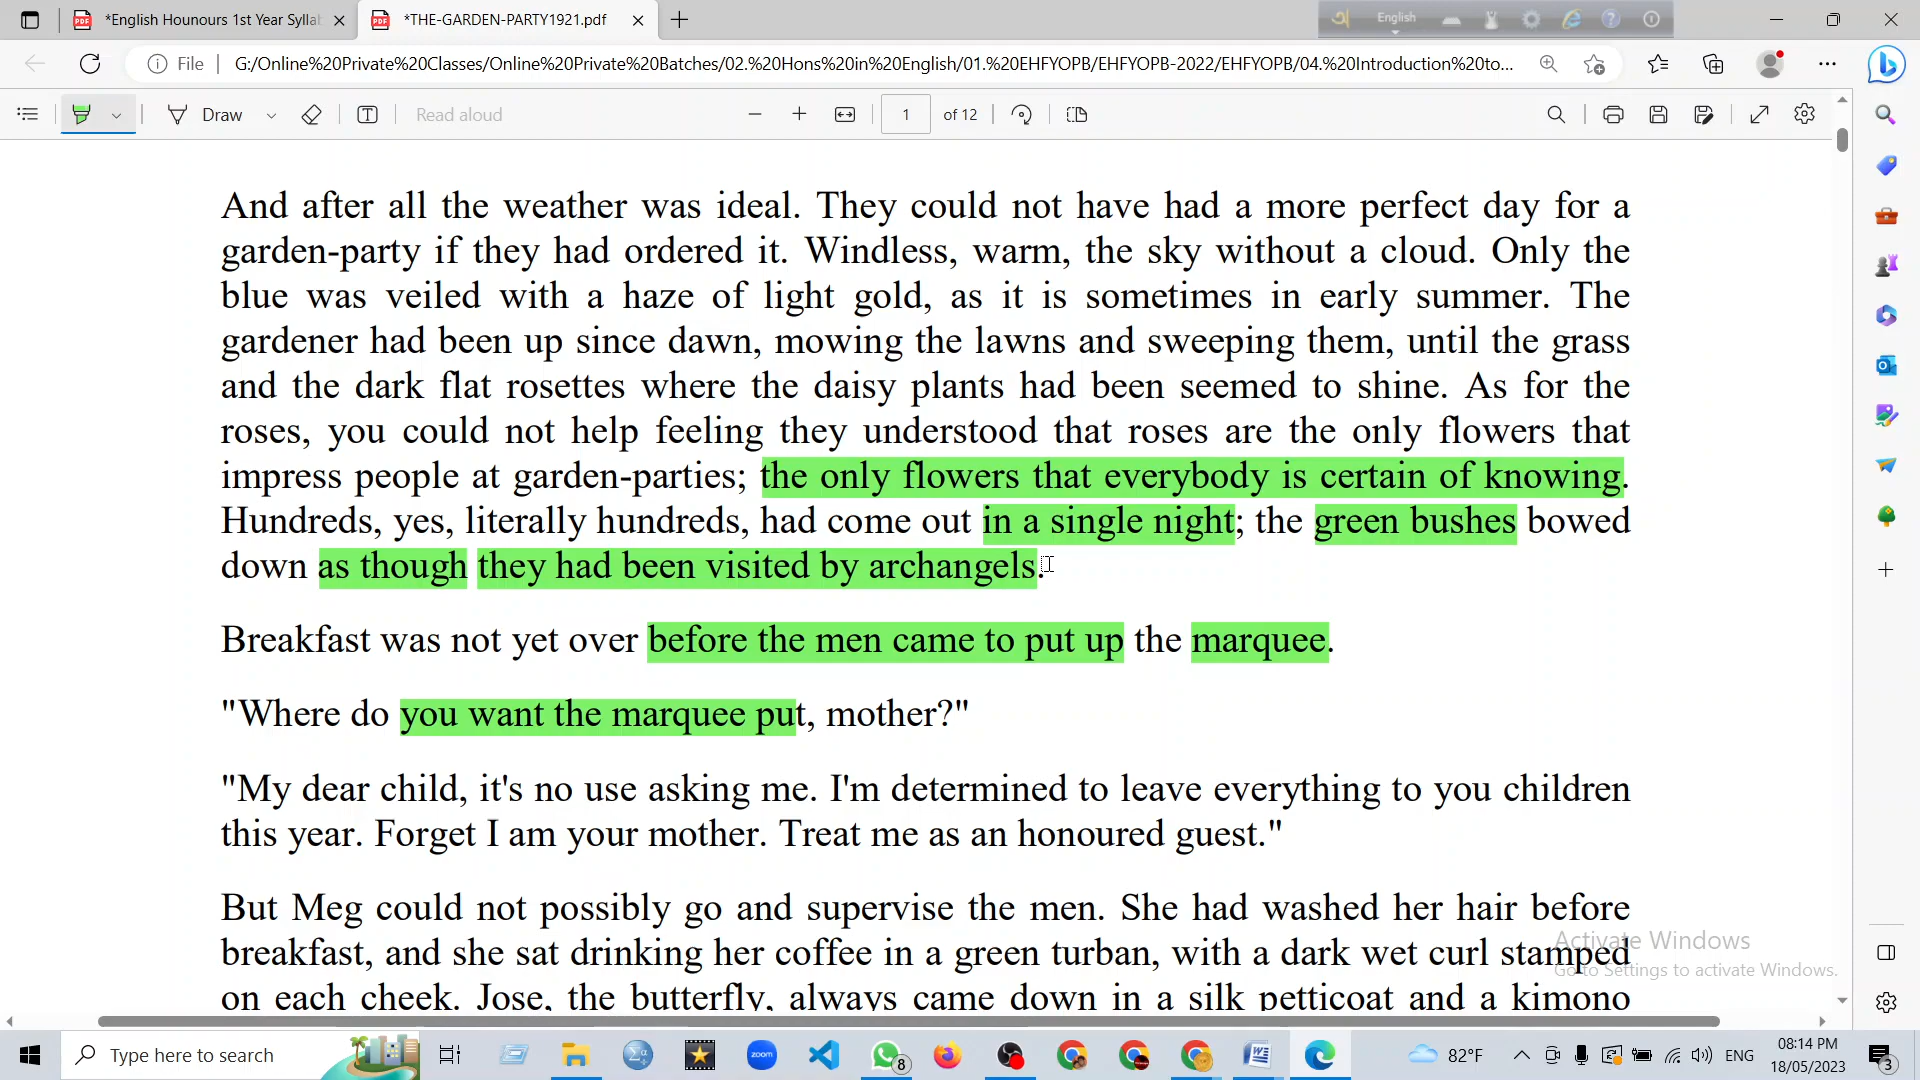 *English Hounours 1st Year Sylla
*THE-GARDEN-PARTY1921.pdf
English
File
G:/Online%20Private%20Classes/Online%20Private%20Batches/02.%20Hons%20in%20English/01.%20EHFYOPB/EHFYOPB-2022/EHFYOPB/04.%20Introduction%20to...
Draw
Read aloud
1 of 12
And after all the weather was ideal. They could not have had a more perfect day for a
garden-party if they had ordered it. Windless, warm, the sky without a cloud. Only the
blue was veiled with a haze of light gold, as it is sometimes in early summer. The
gardener had been up since dawn, mowing the lawns and sweeping them, until the grass
and the dark flat rosettes where the daisy plants had been seemed to shine. As for the
roses, you could not help feeling they understood that roses are the only flowers that
impress people at garden-parties; the only flowers that everybody is certain of knowing.
Hundreds, yes, literally hundreds, had come out in a single night; the green bushes bowed
down as though they had been visited by archangels.
Breakfast was not yet over before the men came to put up the marquee.
"Where do you want the marquee put, mother?"
"My dear child, it's no use asking me. I'm determined to leave everything to you children
this year. Forget I am your mother. Treat me as an honoured guest."
But Meg could not possibly go and supervise the men. She had washed her hair before
breakfast, and she sat drinking her coffee in a green turban, with a dark wet curl stamped
on each cheek. Jose, the butterfly, always came down in a silk petticoat and a kimono
Activate Windows
Go to Settings to activate Windows.
Type here to search
zoom
8
82°F
ENG
08:14 PM
18/05/2023
3